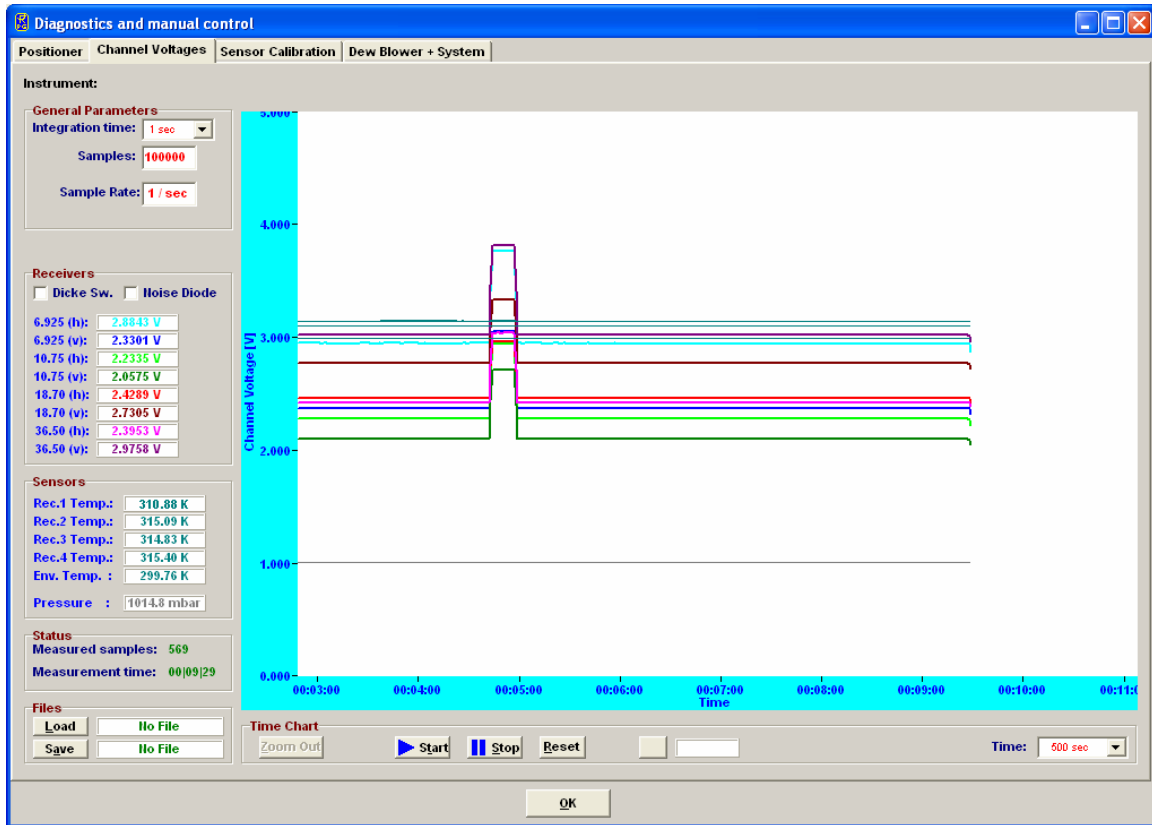 Diagnostics and manual control
Positioner Channel Voltages Sensor Calibration Dew Blower + System
Instrument:
General Parameters
Integration time: 1 sec
Samples: 100000
Sample Rate: 1 / sec
Receivers
Dicke Sw. Noise Diode
6.925 (h): 2.8843 V
6.925 (v): 2.3301 V
10.75 (h): 2.2335 V
10.75 (v): 2.0575 V
18.70 (h): 2.4289 V
18.70 (v): 2.7305 V
36.50 (h): 2.3953 V
36.50 (v): 2.9758 V
Sensors
Rec.1 Temp.: 310.88 K
Rec.2 Temp.: 315.09 K
Rec.3 Temp.: 314.83 K
Rec.4 Temp.: 315.40 K
Env. Temp. : 299.76 K
Pressure : 1014.8 mbar
Status
Measured samples: 569
Measurement time: 00|09|29
Files
Load No File
Save No File
Channel Voltage [V]
5.000
4.000
3.000
2.000
1.000
0.000
00:03:00 00:04:00 00:05:00 00:06:00 00:07:00 00:08:00 00:09:00 00:10:00 00:11:0
Time
Time Chart
Zoom Out Start Stop Reset Time: 600 sec
OK